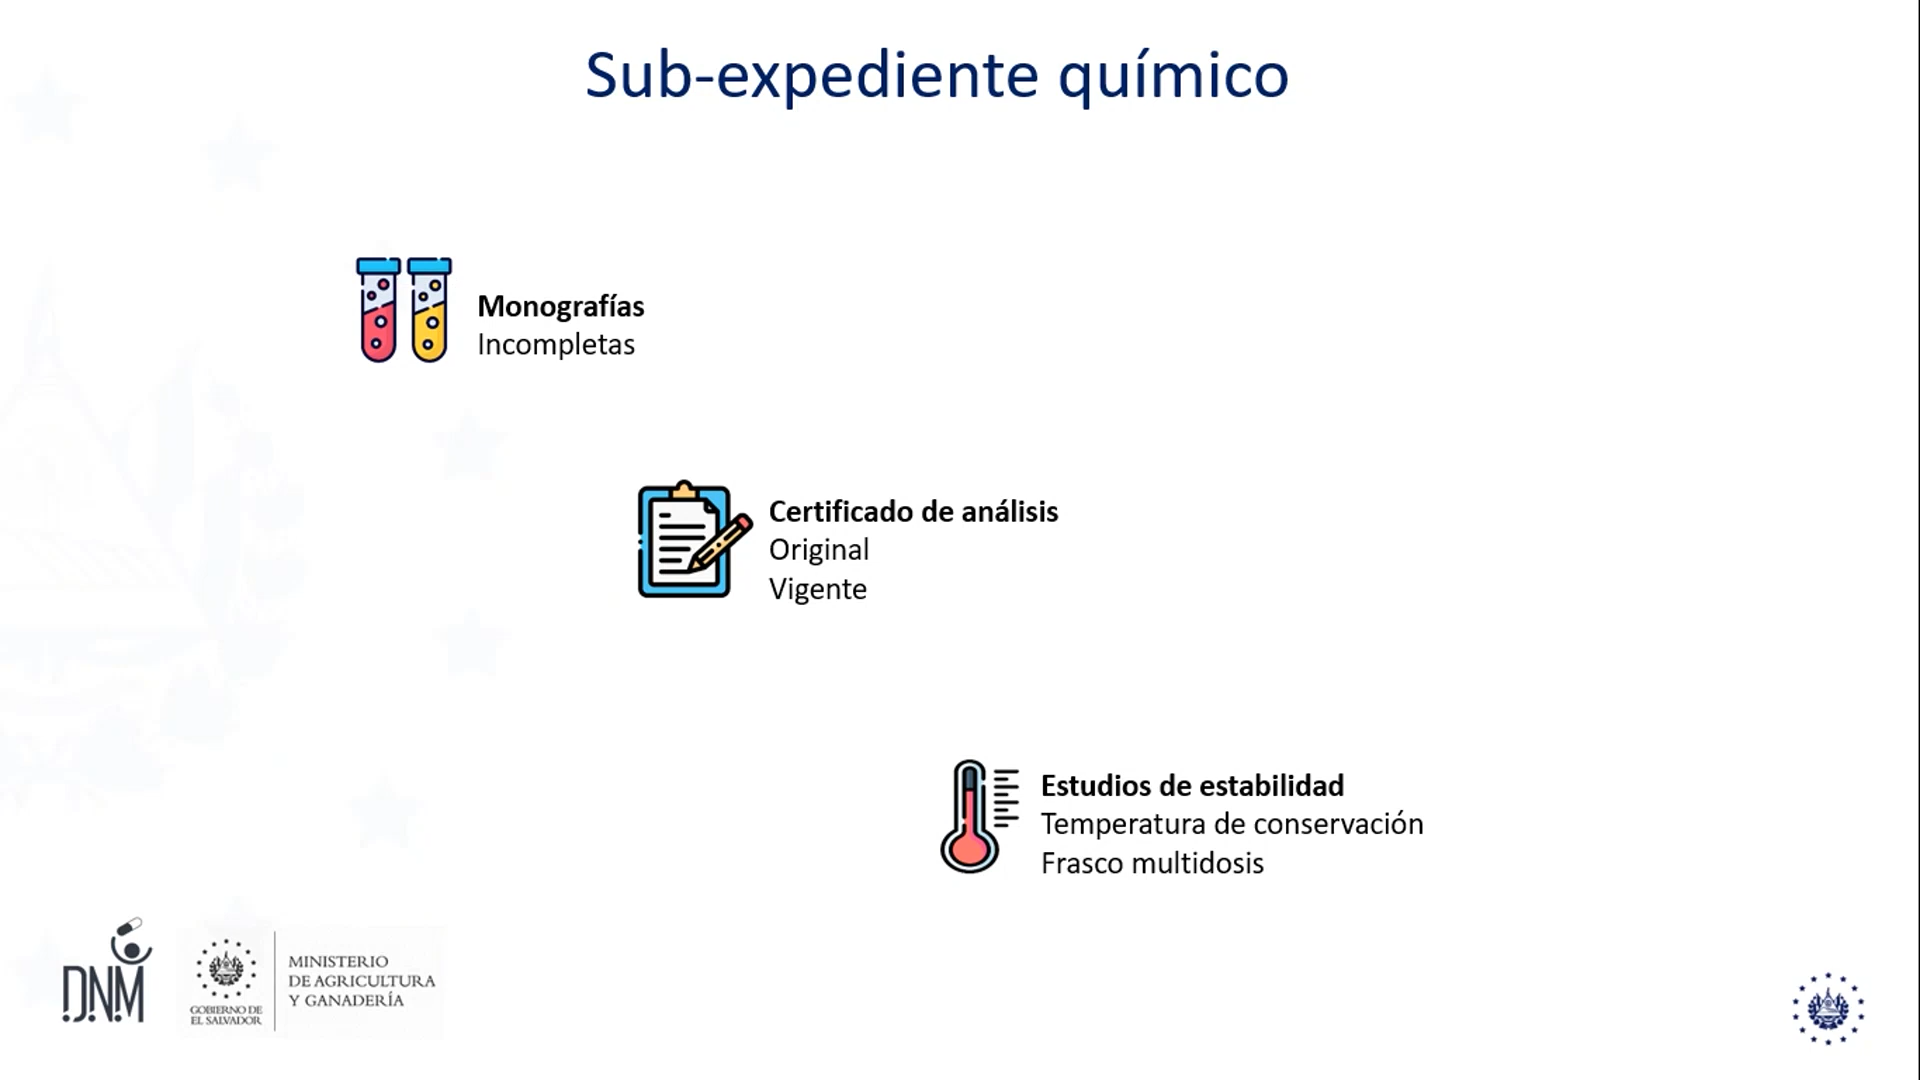 Sub-expediente químico
Monografías
Incompletas
Certificado de análisis
Original
Vigente
Estudios de estabilidad
Temperatura de conservación
Frasco multidosis
DNM
GOBIERNO DE
EL SALVADOR
MINISTERIO
DE AGRICULTURA
Y GANADERÍA